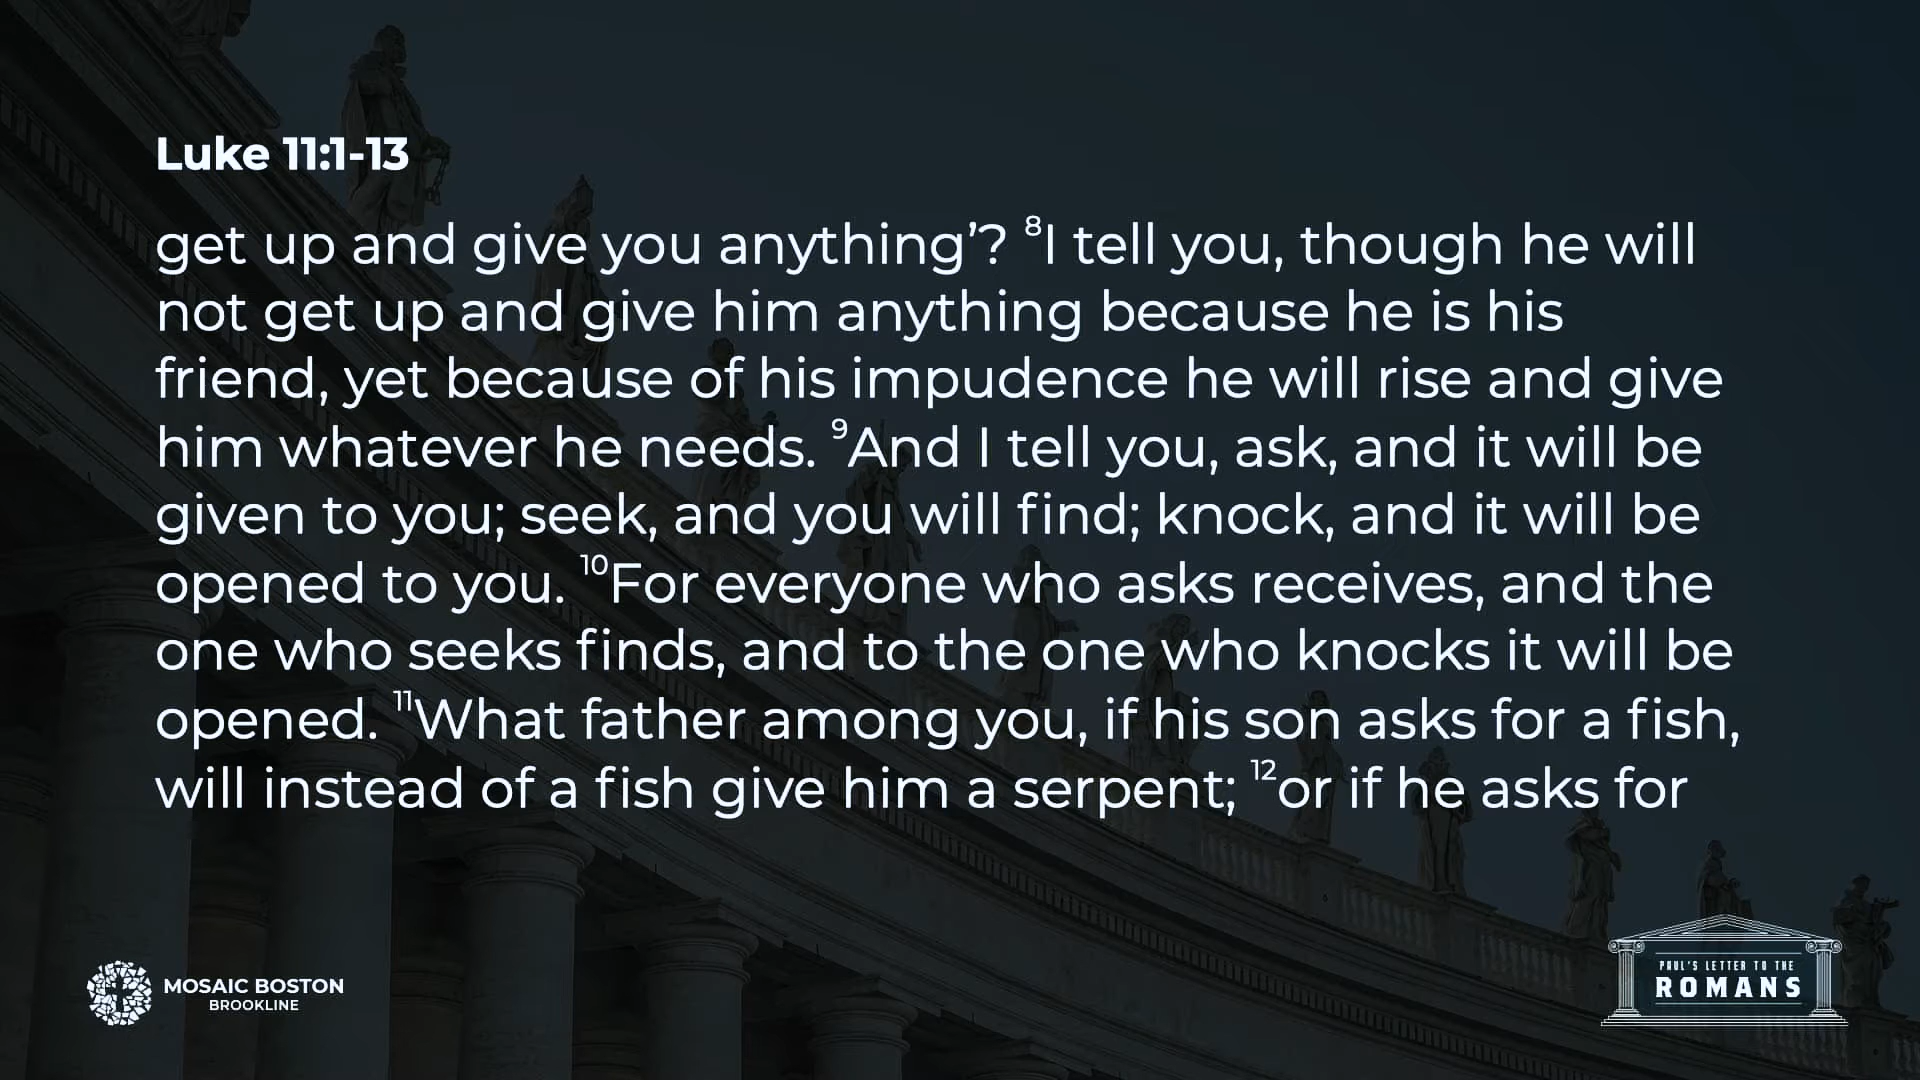 Luke 11:1-13
get up and give you anything’? 8I tell you, though he will
not get up and give him anything because he is his
friend, yet because of his impudence he will rise and give
him whatever he needs. 9And I tell you, ask, and it will be
given to you; seek, and you will find; knock, and it will be
opened to you. 10For everyone who asks receives, and the
one who seeks finds, and to the one who knocks it will be
opened. 11What father among you, if his son asks for a fish,
will instead of a fish give him a serpent; 12or if he asks for
MOSAIC BOSTON
BROOKLINE
PAUL'S LETTER TO THE
ROMANS